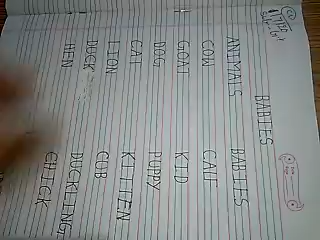 BABIES
ANIMALS BABIES
COW CALF
GOAT KID
DOG PUPPY
CAT KITTEN
LION CUB
DUCK DUCKLING
HEN CHICK